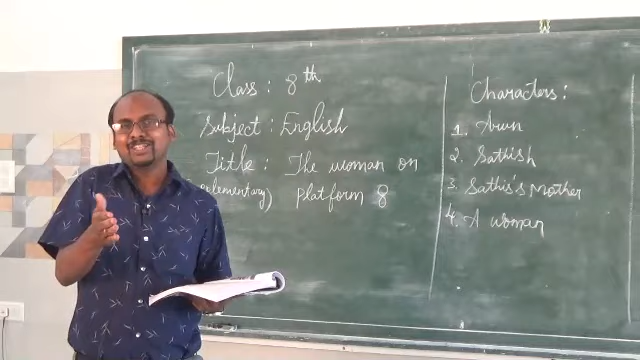 Class : 8th
Subject : English
Title : The woman on
Platform 8
Characters :
1. Arun
2. Sathish
3. Sathis's Mother
4. A woman